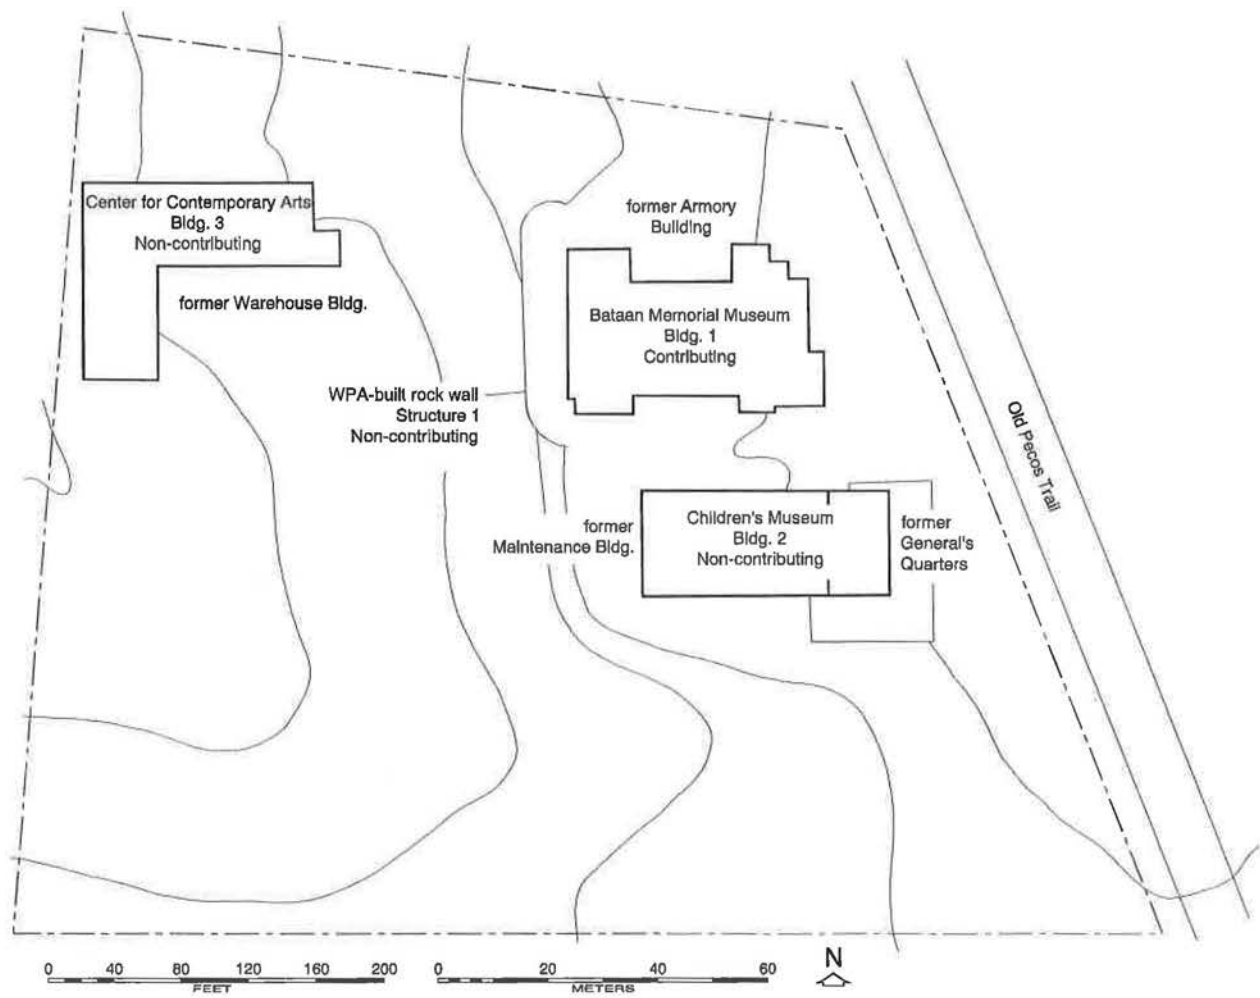 Center for Contemporary Arts
Bldg. 3
Non-contributing
former Warehouse Bldg.
former Armory
Building
Bataan Memorial Museum
Bldg. 1
Contributing
WPA-built rock wall
Structure 1
Non-contributing
Old Pecos Trail
former
Maintenance Bldg.
Children's Museum
Bldg. 2
Non-contributing
former
General's
Quarters
0 40 80 120 160 200
FEET
0 20 40 60
METERS
N